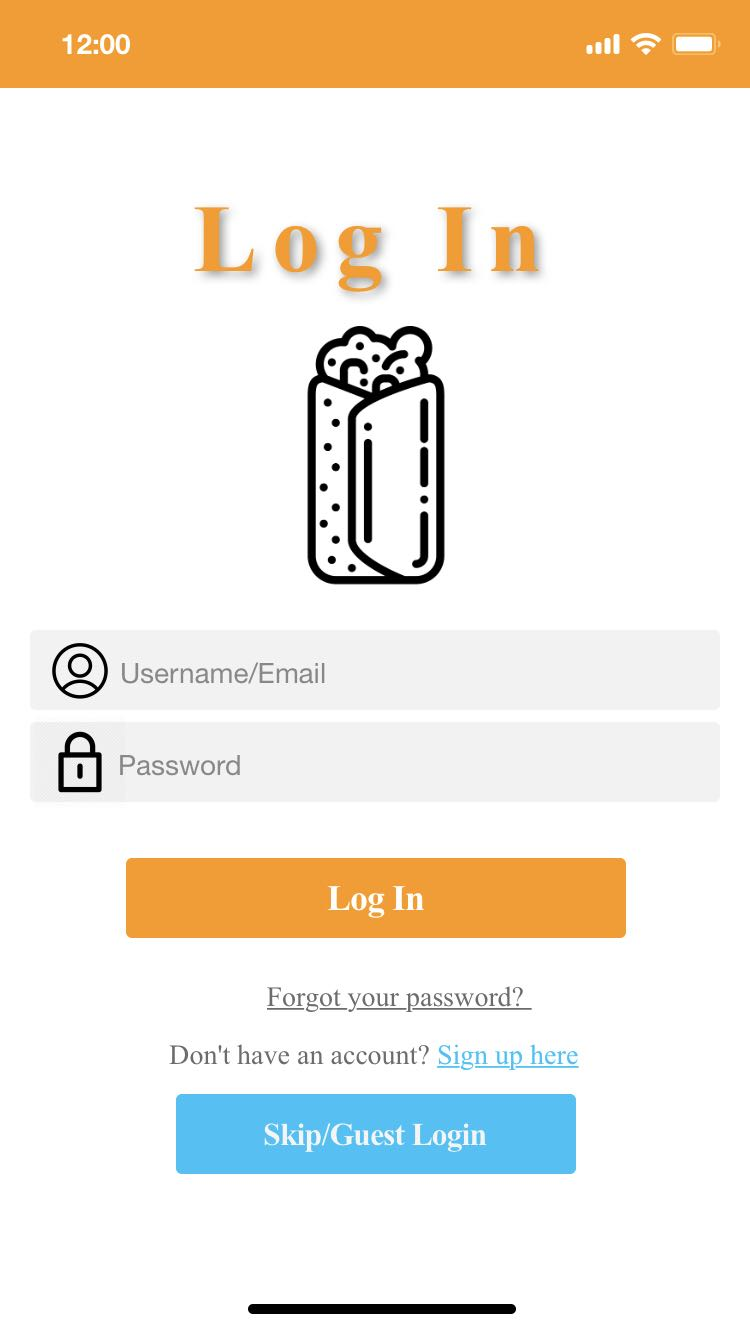 12:00
Log In
Username/Email
Password
Log In
Forgot your password?
Don't have an account? Sign up here
Skip/Guest Login